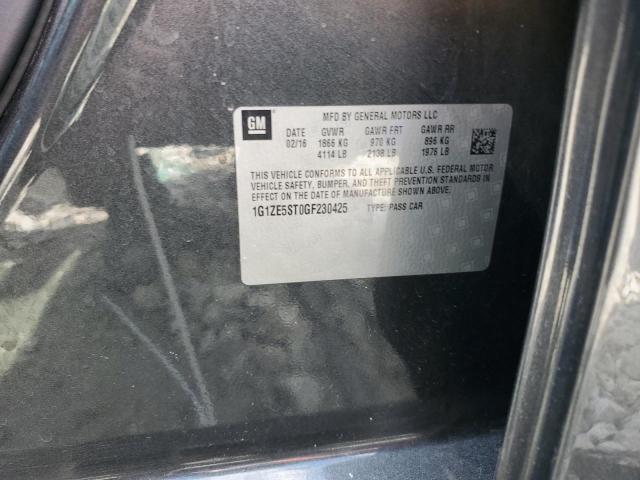 GM
MFD BY GENERAL MOTORS LLC
DATE GVWR GAWR FRT GAWR RR
02/16 1866 KG 970 KG 896 KG
4114 LB 2138 LB 1976 LB
THIS VEHICLE CONFORMS TO ALL APPLICABLE U.S. FEDERAL MOTOR
VEHICLE SAFETY, BUMPER, AND THEFT PREVENTION STANDARDS IN
EFFECT ON THE DATE OF MANUFACTURE SHOWN ABOVE.
1G1ZE5ST0GF230425 TYPE: PASS CAR